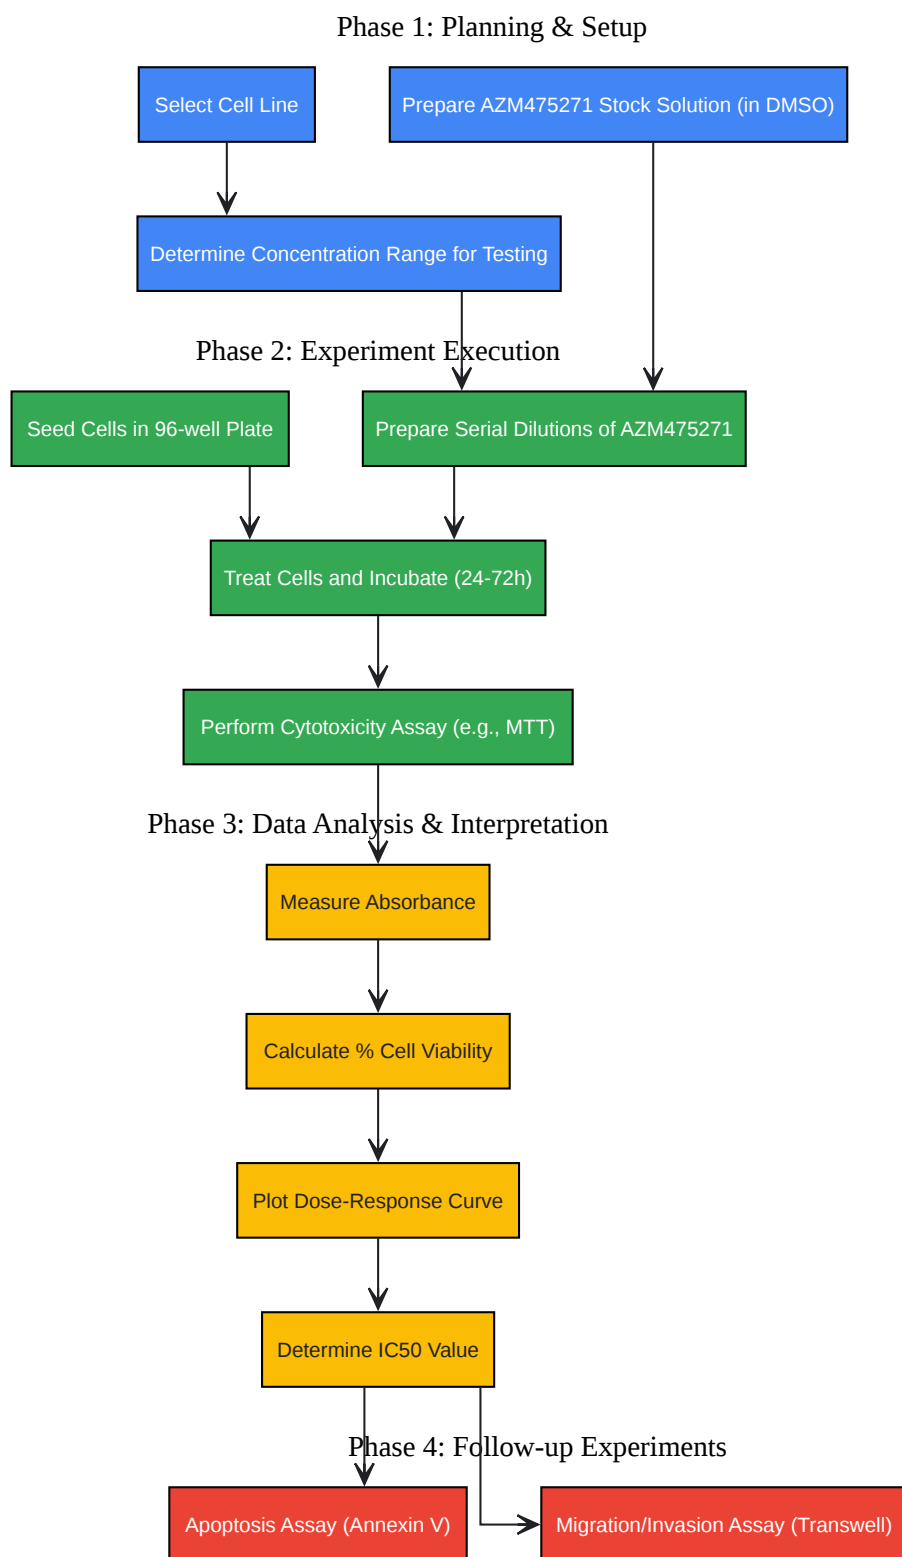 Phase 1: Planning & Setup
Select Cell Line
Prepare AZM475271 Stock Solution (in DMSO)
Determine Concentration Range for Testing
Phase 2: Experiment Execution
Seed Cells in 96-well Plate
Prepare Serial Dilutions of AZM475271
Treat Cells and Incubate (24-72h)
Perform Cytotoxicity Assay (e.g., MTT)
Phase 3: Data Analysis & Interpretation
Measure Absorbance
Calculate % Cell Viability
Plot Dose-Response Curve
Determine IC50 Value
Phase 4: Follow-up Experiments
Apoptosis Assay (Annexin V)
Migration/Invasion Assay (Transwell)